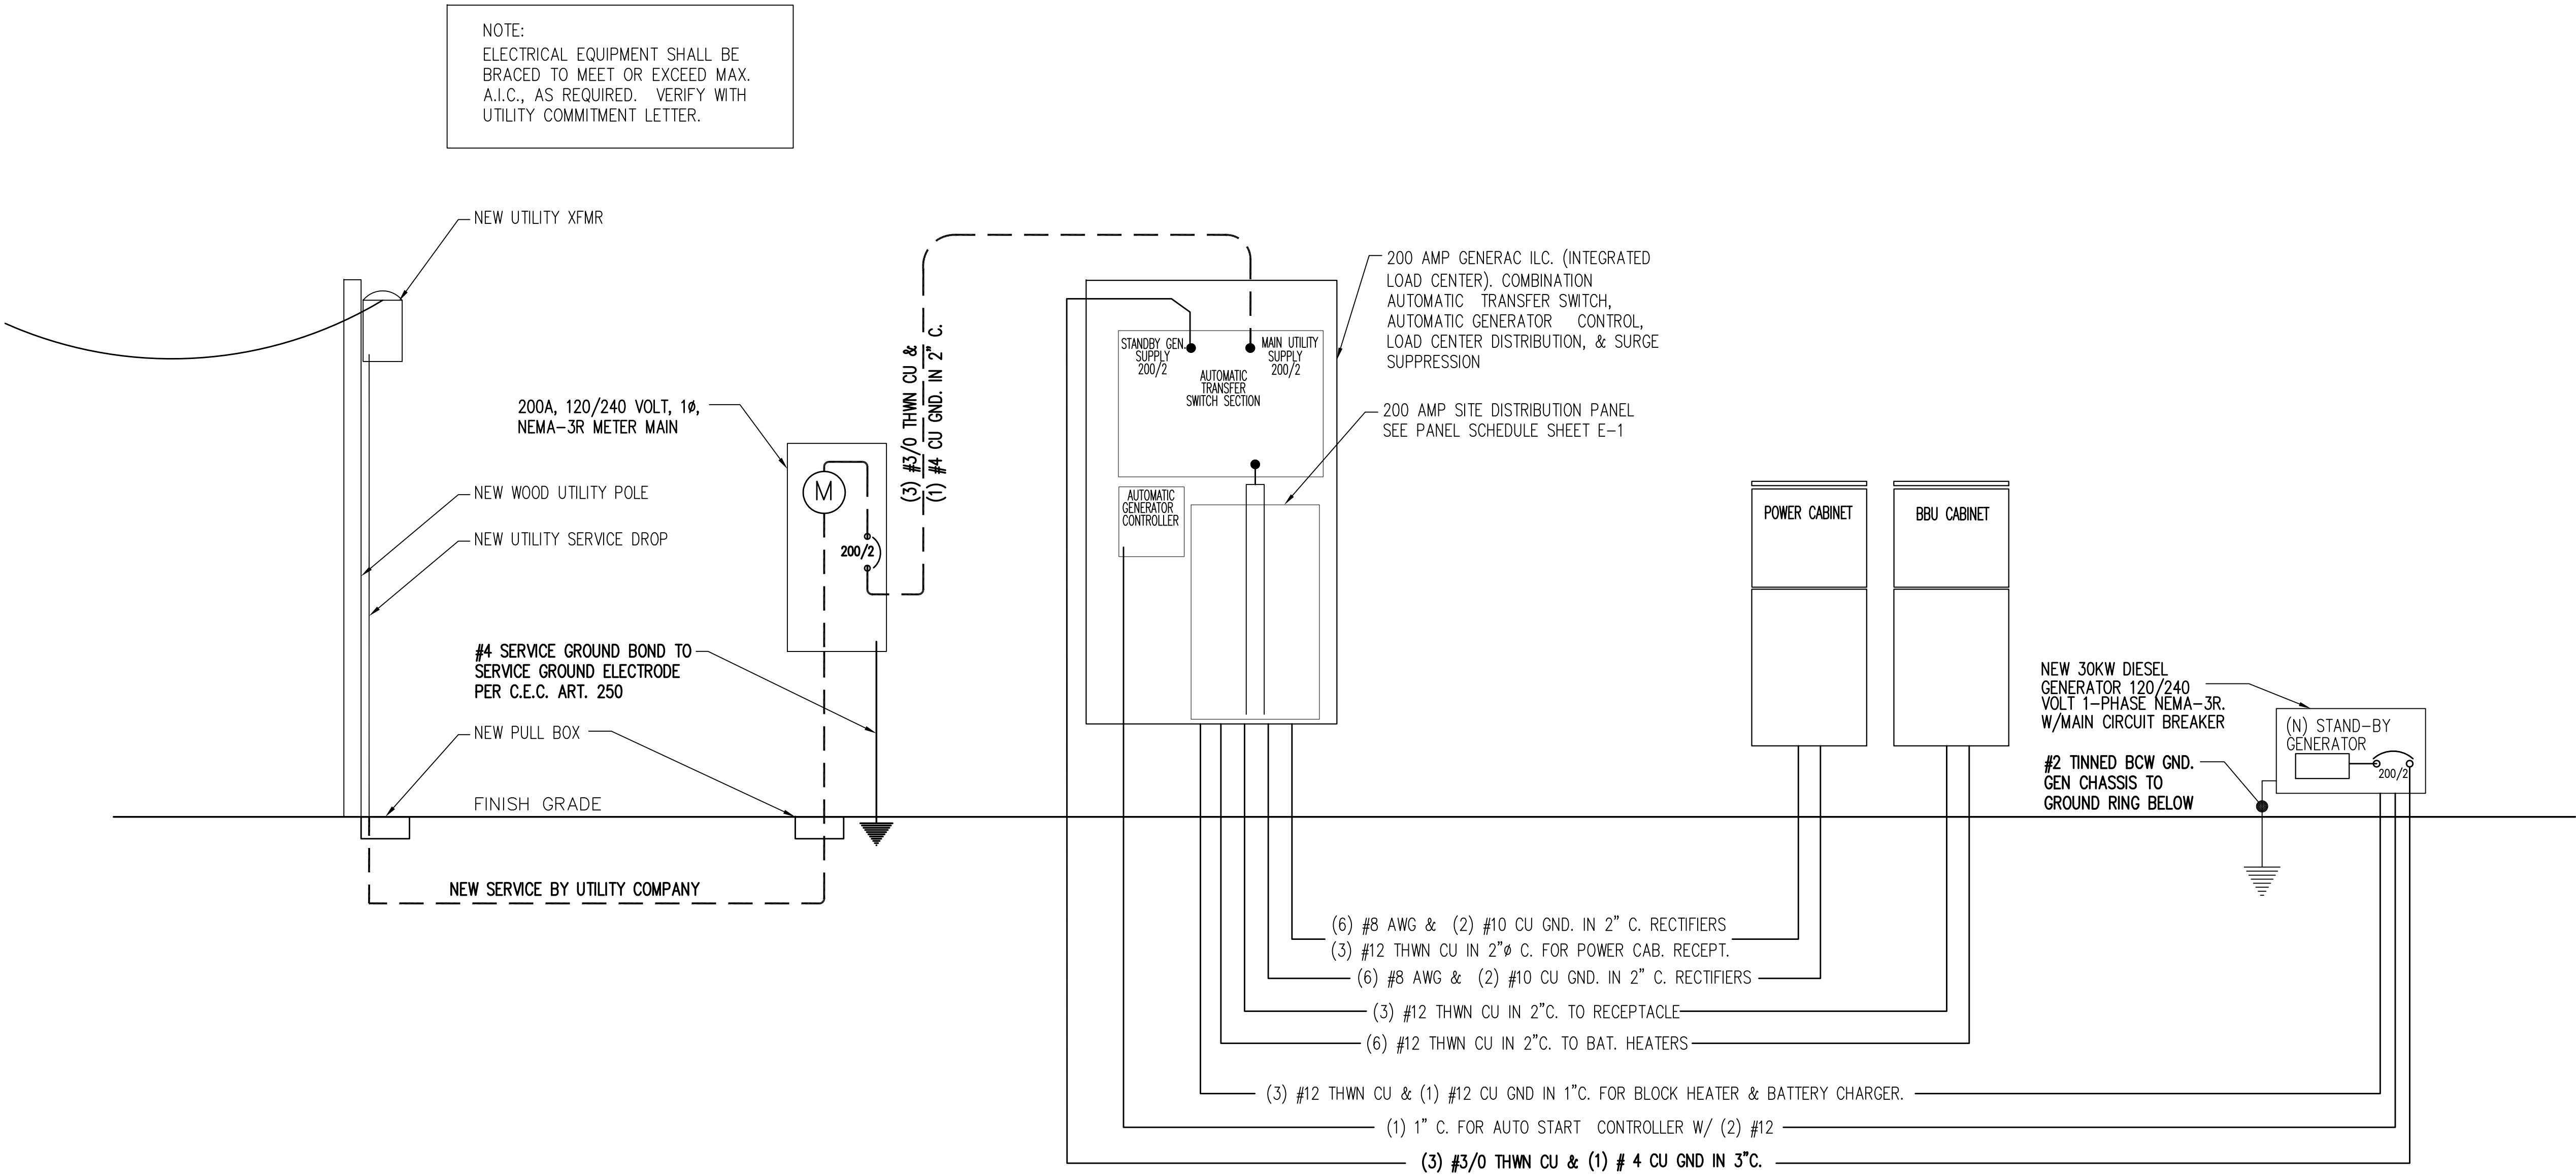 NOTE:
ELECTRICAL EQUIPMENT SHALL BE
BRACED TO MEET OR EXCEED MAX.
A.I.C., AS REQUIRED. VERIFY WITH
UTILITY COMMITMENT LETTER.
NEW UTILITY XFMR
200A, 120/240 VOLT, 1ø,
NEMA-3R METER MAIN
NEW WOOD UTILITY POLE
NEW UTILITY SERVICE DROP
#4 SERVICE GROUND BOND TO
SERVICE GROUND ELECTRODE
PER C.E.C. ART. 250
NEW PULL BOX
FINISH GRADE
NEW SERVICE BY UTILITY COMPANY
M
200/2
(3) #3/0 THWN CU &
(1) #4 CU GND. IN 2" C.
STANDBY GEN.
SUPPLY
200/2
MAIN UTILITY
SUPPLY
200/2
AUTOMATIC
TRANSFER
SWITCH SECTION
AUTOMATIC
GENERATOR
CONTROLLER
200 AMP GENERAC ILC. (INTEGRATED
LOAD CENTER). COMBINATION
AUTOMATIC TRANSFER SWITCH,
AUTOMATIC GENERATOR CONTROL,
LOAD CENTER DISTRIBUTION, & SURGE
SUPPRESSION
200 AMP SITE DISTRIBUTION PANEL
SEE PANEL SCHEDULE SHEET E-1
POWER CABINET
BBU CABINET
NEW 30KW DIESEL
GENERATOR 120/240
VOLT 1-PHASE NEMA-3R.
W/MAIN CIRCUIT BREAKER
#2 TINNED BCW GND.
GEN CHASSIS TO
GROUND RING BELOW
(N) STAND-BY
GENERATOR
200/2
(6) #8 AWG & (2) #10 CU GND. IN 2" C. RECTIFIERS
(3) #12 THWN CU IN 2"ø C. FOR POWER CAB. RECEPT.
(6) #8 AWG & (2) #10 CU GND. IN 2" C. RECTIFIERS
(3) #12 THWN CU IN 2"C. TO RECEPTACLE
(6) #12 THWN CU IN 2"C. TO BAT. HEATERS
(3) #12 THWN CU & (1) #12 CU GND IN 1"C. FOR BLOCK HEATER & BATTERY CHARGER.
(1) 1" C. FOR AUTO START CONTROLLER W/ (2) #12
(3) #3/0 THWN CU & (1) # 4 CU GND IN 3"C.